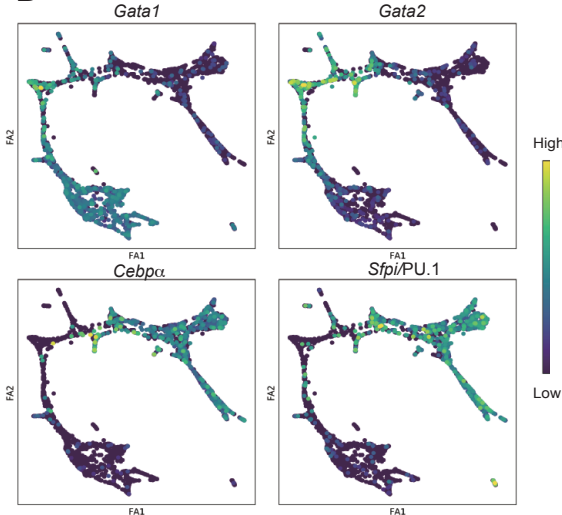 Gata1
Gata2
FA2
FA2
High
FA1
FA1
Cebpα
Sfpi/PU.1
FA2
FA2
Low
FA1
FA1